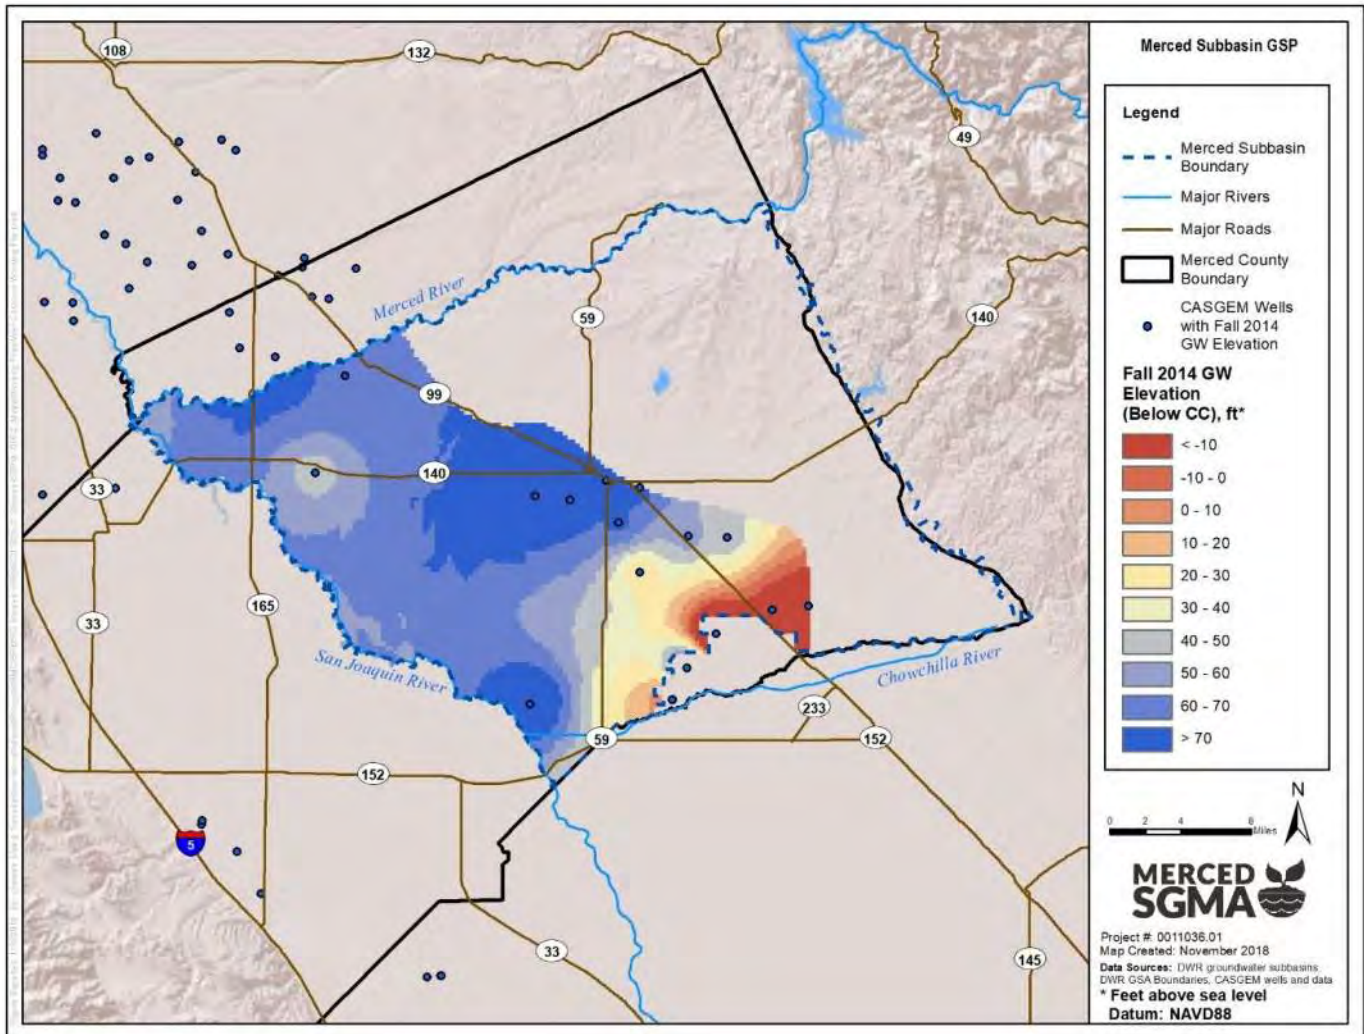 Merced Subbasin GSP
Legend
Merced Subbasin
Boundary
Major Rivers
Major Roads
Merced County
Boundary
CASGEM Wells
with Fall 2014
GW Elevation
Fall 2014 GW
Elevation
(Below CC), ft*
< -10
-10 - 0
0 - 10
10 - 20
20 - 30
30 - 40
40 - 50
50 - 60
60 - 70
> 70
N
0 2 4 8
Miles
MERCED
SGMA
Project #: 0011036.01
Map Created: November 2018
Data Sources: DWR groundwater subbasins,
DWR GSA Boundaries, CASGEM wells and data
* Feet above sea level
Datum: NAVD88
108
132
49
Merced River
59
140
99
140
33
33
165
San Joaquin River
Chowchilla River
233
59
152
152
5
33
145